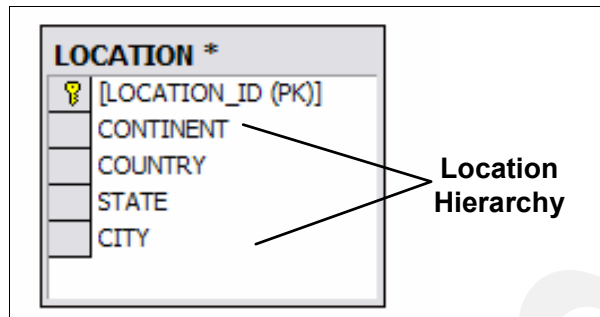 LOCATION *
[LOCATION_ID (PK)]
CONTINENT
COUNTRY
STATE
CITY
Location
Hierarchy